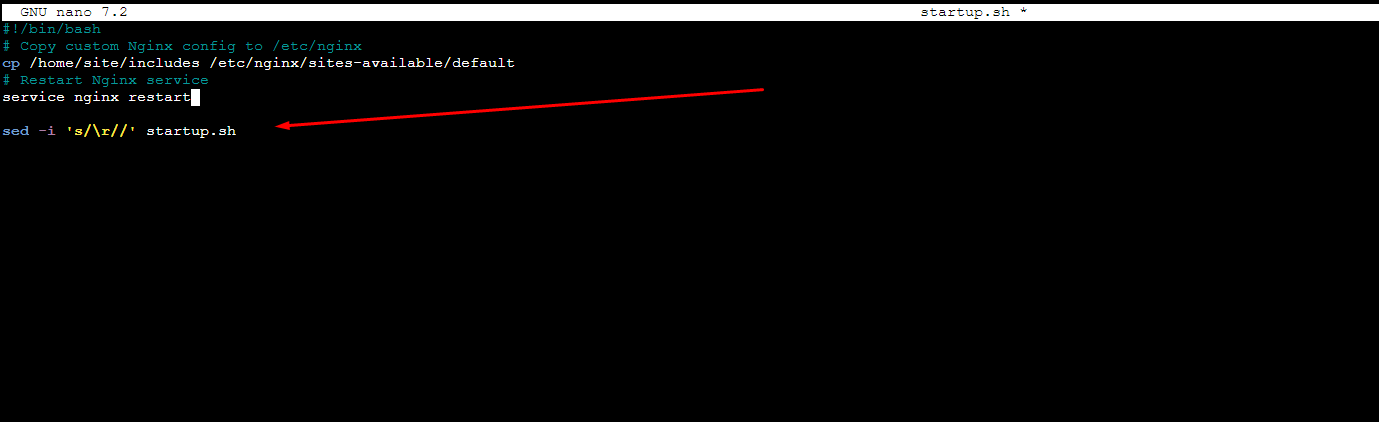 GNU nano 7.2 startup.sh *
#!/bin/bash
# Copy custom Nginx config to /etc/nginx
cp /home/site/includes /etc/nginx/sites-available/default
# Restart Nginx service
service nginx restart
sed -i 's/\r//' startup.sh